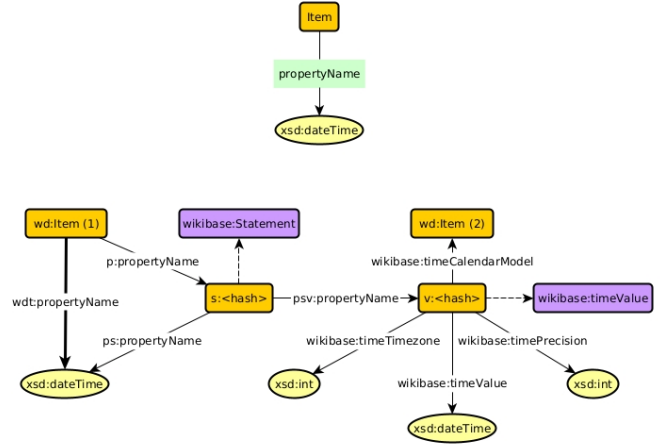 Item
propertyName
xsd:dateTime
wd:Item (1)
wikibase:Statement
wd:Item (2)
p:propertyName
wikibase:timeCalendarModel
wdt:propertyName
s:<hash>
psv:propertyName
v:<hash>
wikibase:timeValue
ps:propertyName
wikibase:timeTimezone
wikibase:timePrecision
xsd:dateTime
xsd:int
wikibase:timeValue
xsd:int
xsd:dateTime